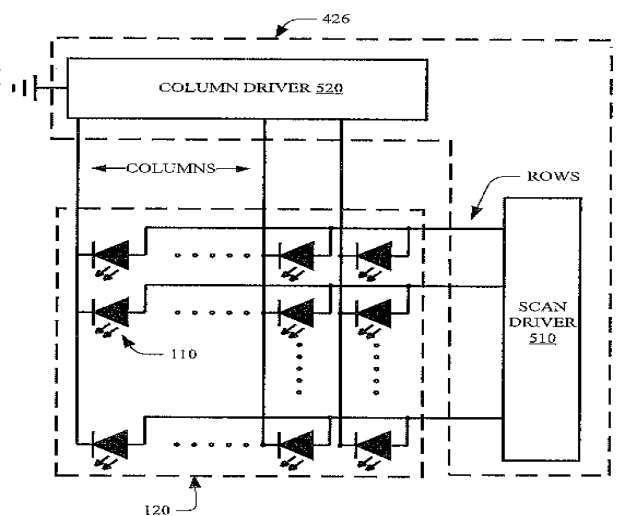 426
COLUMN DRIVER 520
COLUMNS
ROWS
SCAN
DRIVER
510
110
120